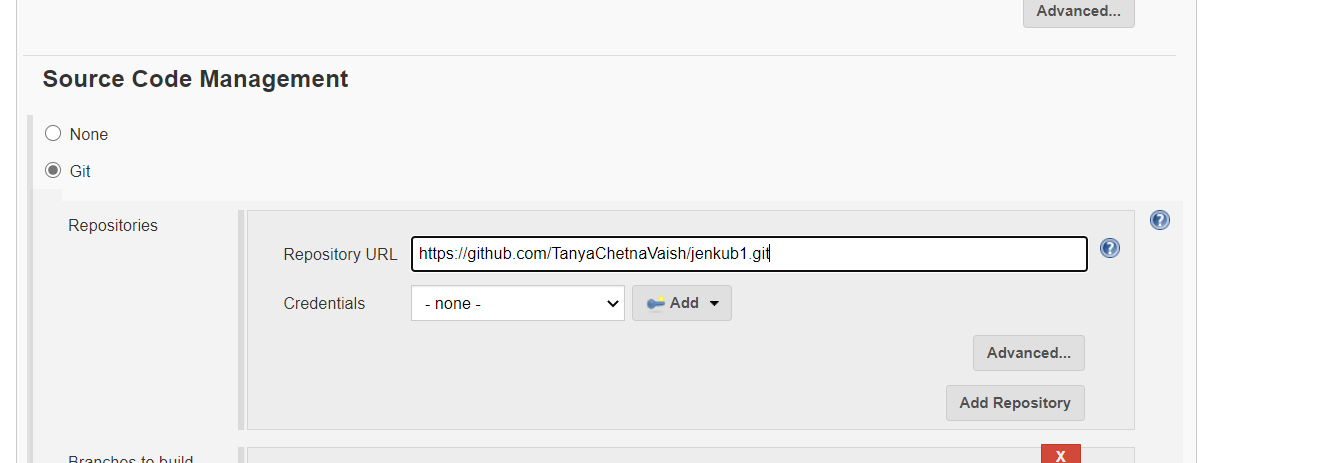 Advanced...
Source Code Management
None
Git
Repositories
Repository URL https://github.com/TanyaChetnaVaish/jenkub1.git
Credentials - none - Add
Advanced...
Add Repository
Branches to build X